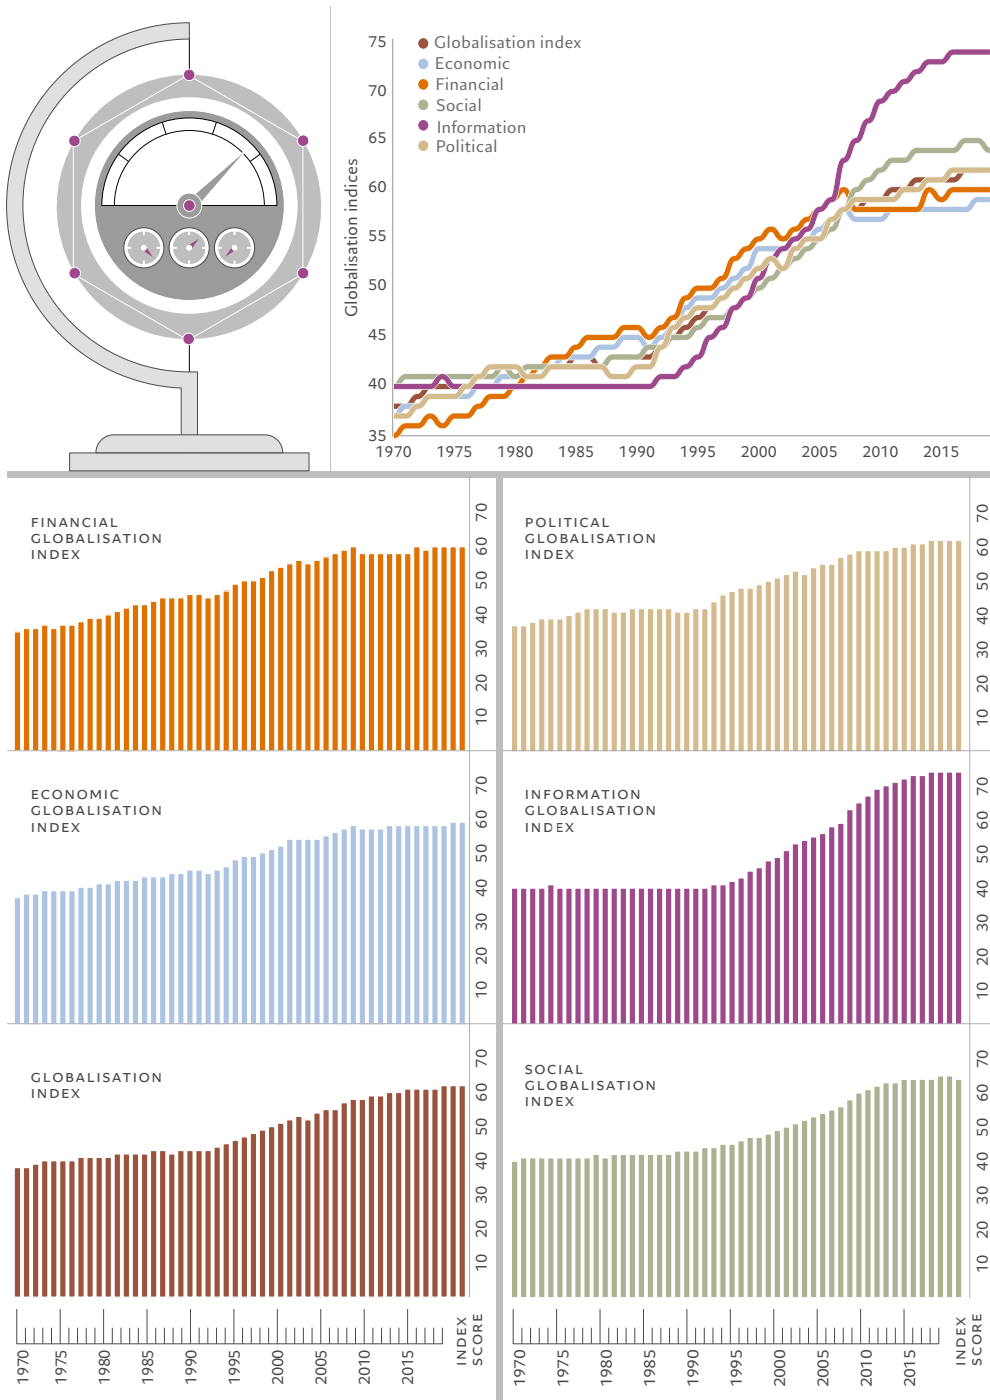 75
70
65
60
55
50
45
40
35
Globalisation indices
Globalisation index
Economic
Financial
Social
Information
Political
1970 1975 1980 1985 1990 1995 2000 2005 2010 2015
FINANCIAL
GLOBALISATION
INDEX
70
60
50
40
30
20
10
POLITICAL
GLOBALISATION
INDEX
70
60
50
40
30
20
10
ECONOMIC
GLOBALISATION
INDEX
70
60
50
40
30
20
10
INFORMATION
GLOBALISATION
INDEX
70
60
50
40
30
20
10
GLOBALISATION
INDEX
70
60
50
40
30
20
10
SOCIAL
GLOBALISATION
INDEX
70
60
50
40
30
20
10
1970 1975 1980 1985 1990 1995 2000 2005 2010 2015
INDEX
SCORE
1970 1975 1980 1985 1990 1995 2000 2005 2010 2015
INDEX
SCORE